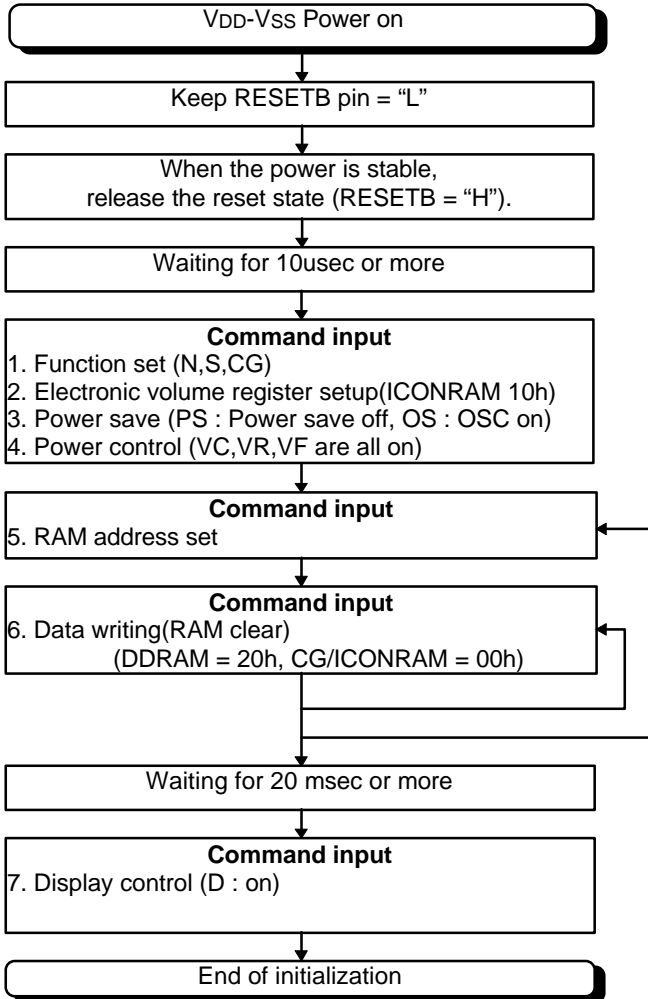 VDD-VSS Power on
Keep RESETB pin = “L”
When the power is stable,
release the reset state (RESETB = “H”).
Waiting for 10usec or more
Command input
1. Function set (N,S,CG)
2. Electronic volume register setup(ICONRAM 10h)
3. Power save (PS : Power save off, OS : OSC on)
4. Power control (VC,VR,VF are all on)
Command input
5. RAM address set
Command input
6. Data writing(RAM clear)
(DDRAM = 20h, CG/ICONRAM = 00h)
Waiting for 20 msec or more
Command input
7. Display control (D : on)
End of initialization